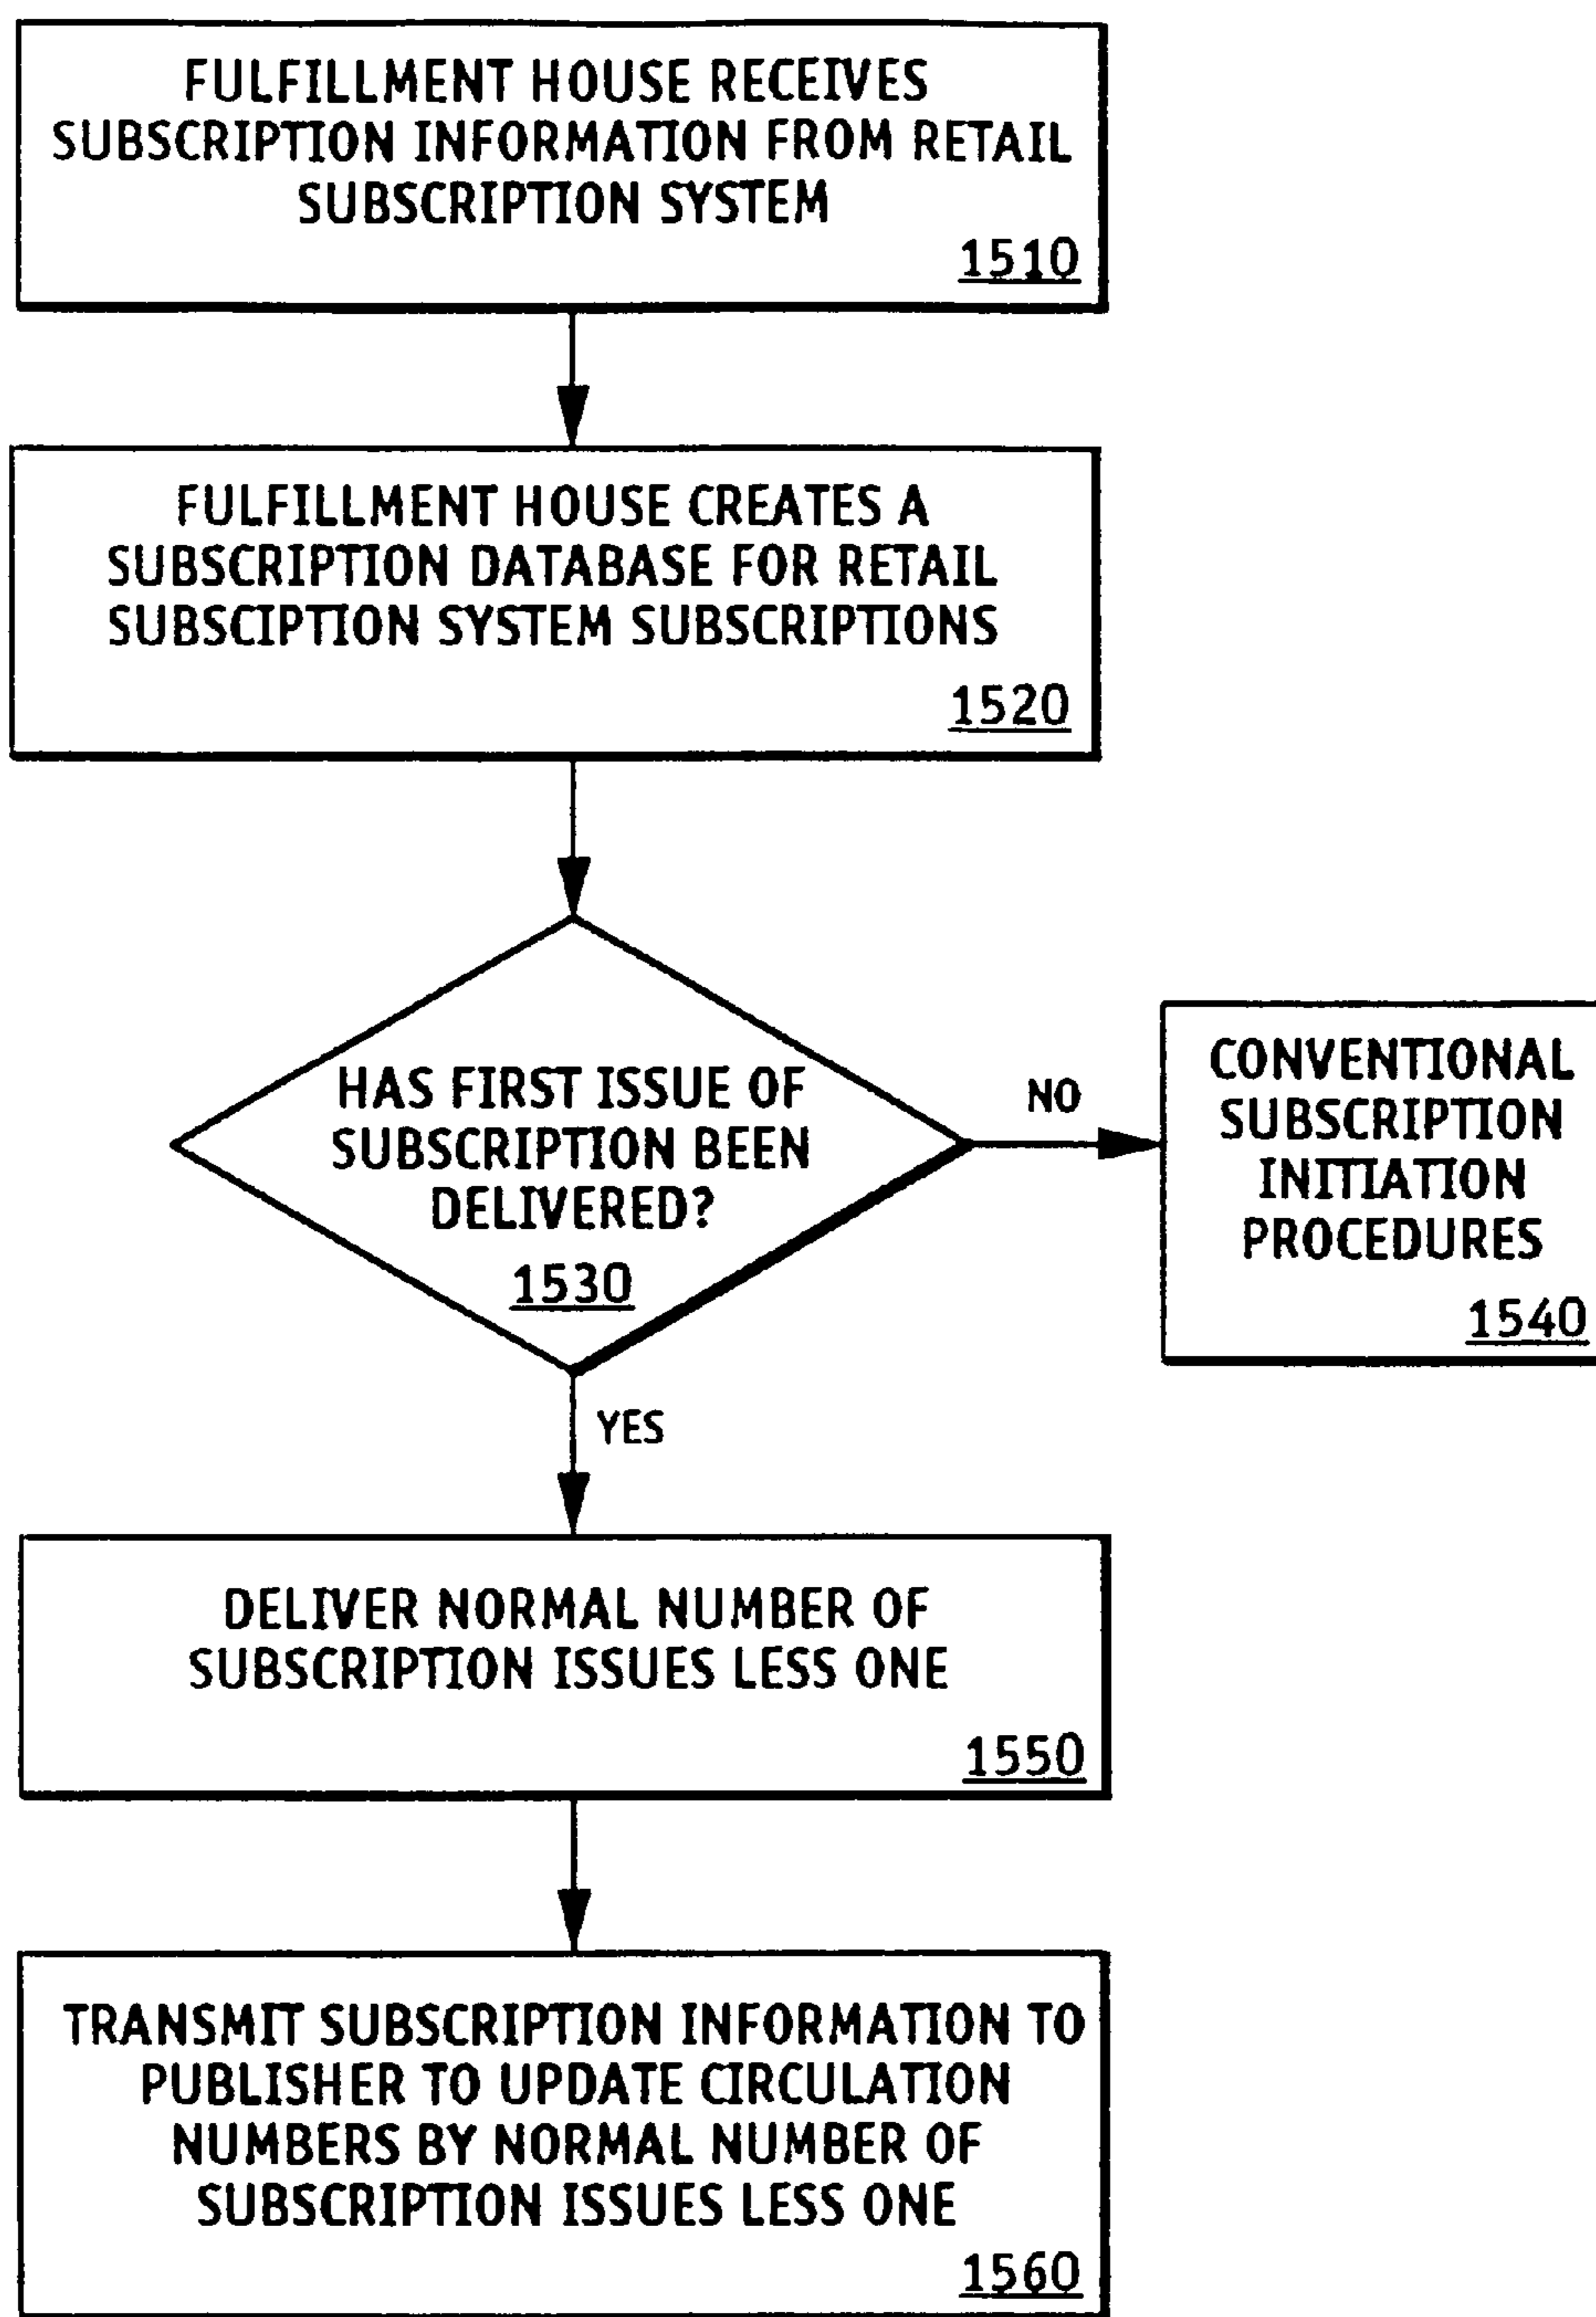 FULFILLMENT HOUSE RECEIVES
SUBSCRIPTION INFORMATION FROM RETAIL
SUBSCRIPTION SYSTEM
1510
FULFILLMENT HOUSE CREATES A
SUBSCRIPTION DATABASE FOR RETAIL
SUBSCIPTION SYSTEM SUBSCRIPTIONS
1520
HAS FIRST ISSUE OF
SUBSCRIPTION BEEN
DELIVERED?
1530
NO
CONVENTIONAL
SUBSCRIPTION
INITIATION
PROCEDURES
1540
YES
DELIVER NORMAL NUMBER OF
SUBSCRIPTION ISSUES LESS ONE
1550
TRANSMIT SUBSCRIPTION INFORMATION TO
PUBLISHER TO UPDATE CIRCULATION
NUMBERS BY NORMAL NUMBER OF
SUBSCRIPTION ISSUES LESS ONE
1560